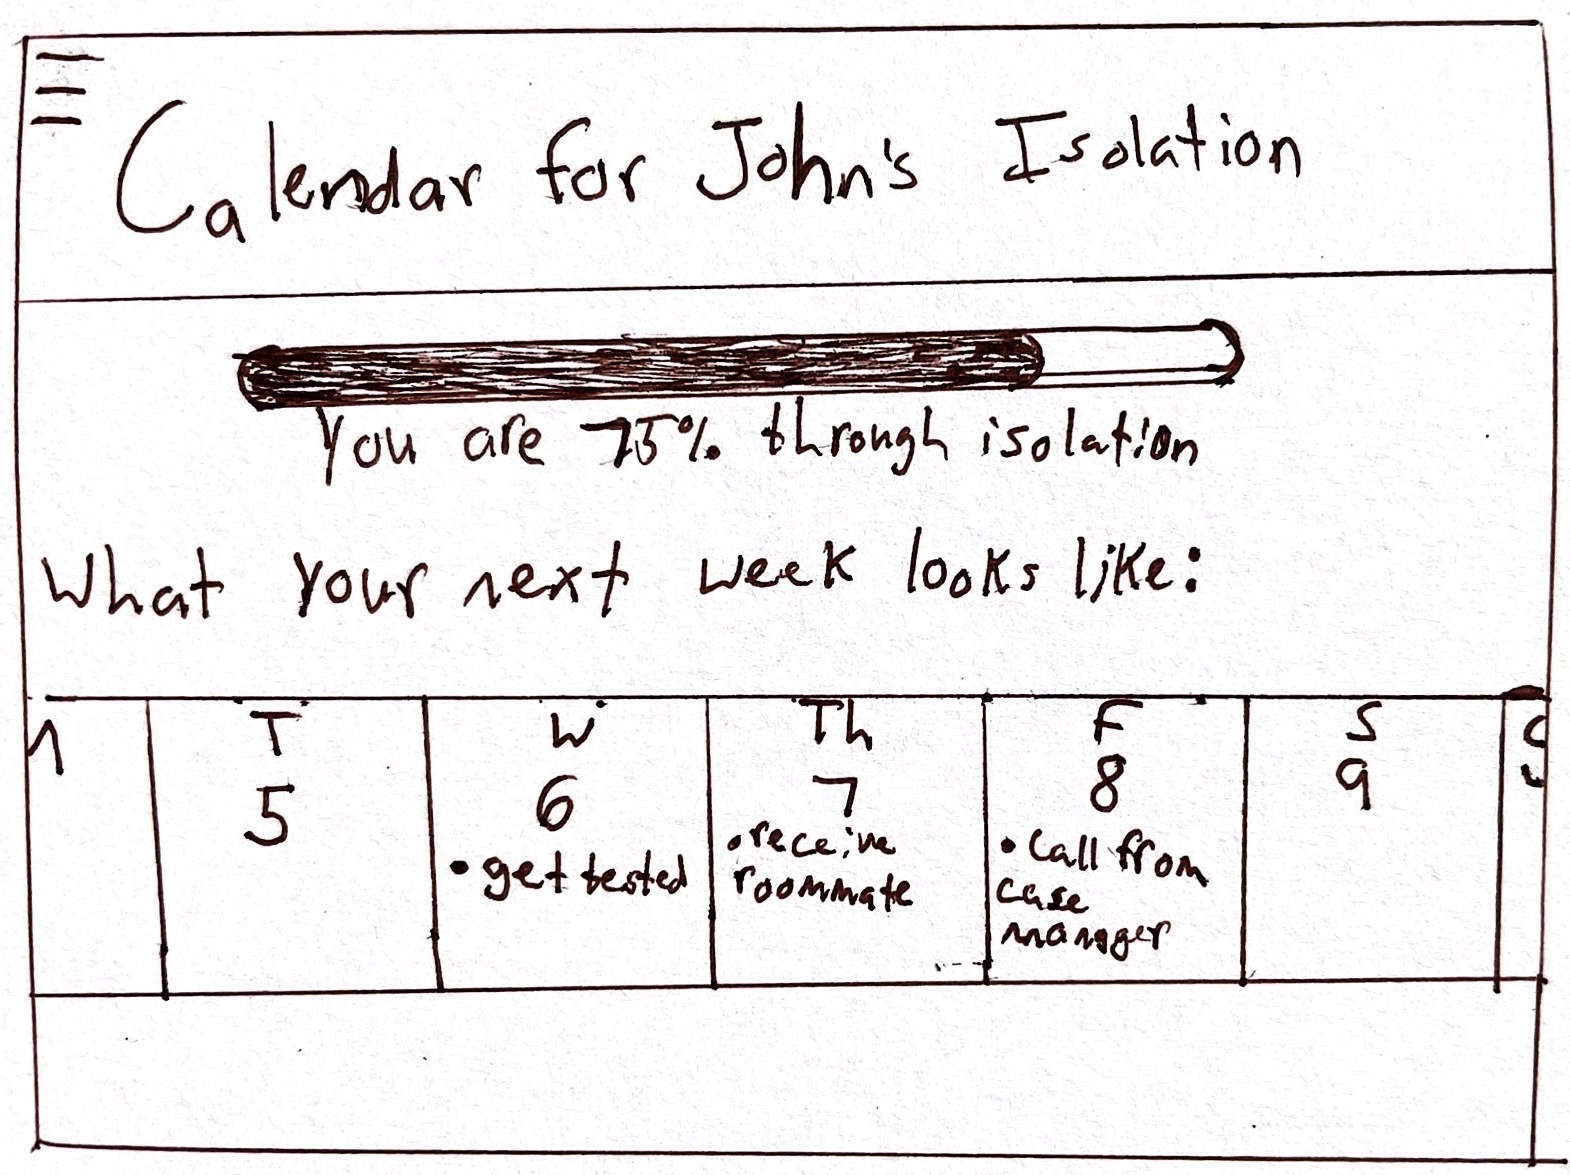 Calendar for John's Isolation
You are 75% through isolation
What your next week looks like:
T W Th F S
5 6 7 8 9
• get tested
• receive
roommate
• Call from
case
manager